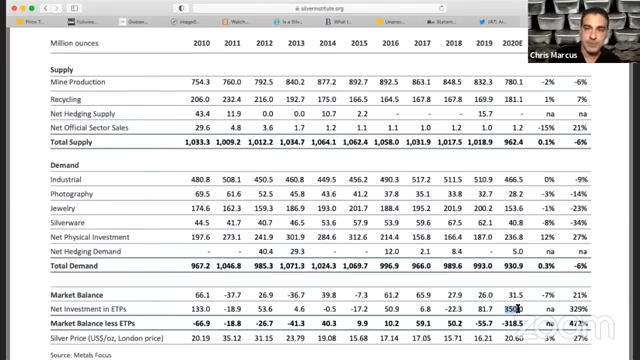 silverinstitute.org
Price T
Futures
Goview
ImageG
Watch
Is a Silv
What I
Unproc
Statem
Ori
Chris Marcus
Million ounces 2010 2011 2012 2013 2014 2015 2016 2017 2018 2019 2020E
Supply
Mine Production 754.3 760.0 792.5 840.2 877.2 892.7 892.5 863.1 848.5 832.3 780.1 -2% -6%
Recycling 206.0 232.4 216.0 192.7 175.0 166.5 164.5 167.8 167.8 169.9 181.1 1% 7%
Net Hedging Supply 43.4 11.9 0.0 0.0 10.7 2.2 - - - 15.7 - na na
Net Official Sector Sales 29.6 4.8 3.6 1.7 1.2 1.1 1.1 1.0 1.2 1.0 1.2 -15% 21%
Total Supply 1,033.3 1,009.2 1,012.2 1,034.7 1,064.1 1,062.4 1,058.0 1,031.9 1,017.5 1,018.9 962.4 0.1% -6%
Demand
Industrial 480.8 508.1 450.5 460.8 449.5 456.2 490.3 517.2 511.5 510.9 466.5 0% -9%
Photography 69.5 61.6 52.5 45.8 43.6 41.2 37.8 35.1 33.8 32.7 28.2 -3% -14%
Jewelry 174.6 162.3 159.3 186.9 193.5 201.7 188.4 195.3 201.9 200.2 153.6 -1% -23%
Silverware 44.5 41.7 40.9 46.7 53.6 57.9 53.5 59.6 67.5 62.1 40.8 -8% -34%
Net Physical Investment 197.6 273.1 241.9 301.9 284.6 312.6 214.4 156.8 166.4 187.0 236.8 12% 27%
Net Hedging Demand - - 40.4 29.3 - - 12.0 2.1 8.4 - 5.0 na na
Total Demand 967.2 1,046.8 985.3 1,071.3 1,024.3 1,069.7 996.9 966.0 989.6 993.0 930.9 0.3% -6%
Market Balance 66.1 -37.7 26.9 -36.7 39.8 -7.3 61.2 65.9 27.9 26.0 31.5 -7% 21%
Net Investment in ETPs 133.0 -18.9 53.6 4.6 -0.5 -17.2 50.9 6.8 -22.3 81.7 na 329%
Market Balance less ETPs -66.9 -18.8 -26.7 -41.3 40.3 9.9 10.2 59.1 50.2 -55.7 -318.5 na
Silver Price (US$/oz, London price) 20.19 35.12 31.15 23.79 19.08 15.68 17.14 17.05 15.71 16.21 20.60 3% 27%
Source: Metals Focus
zoom